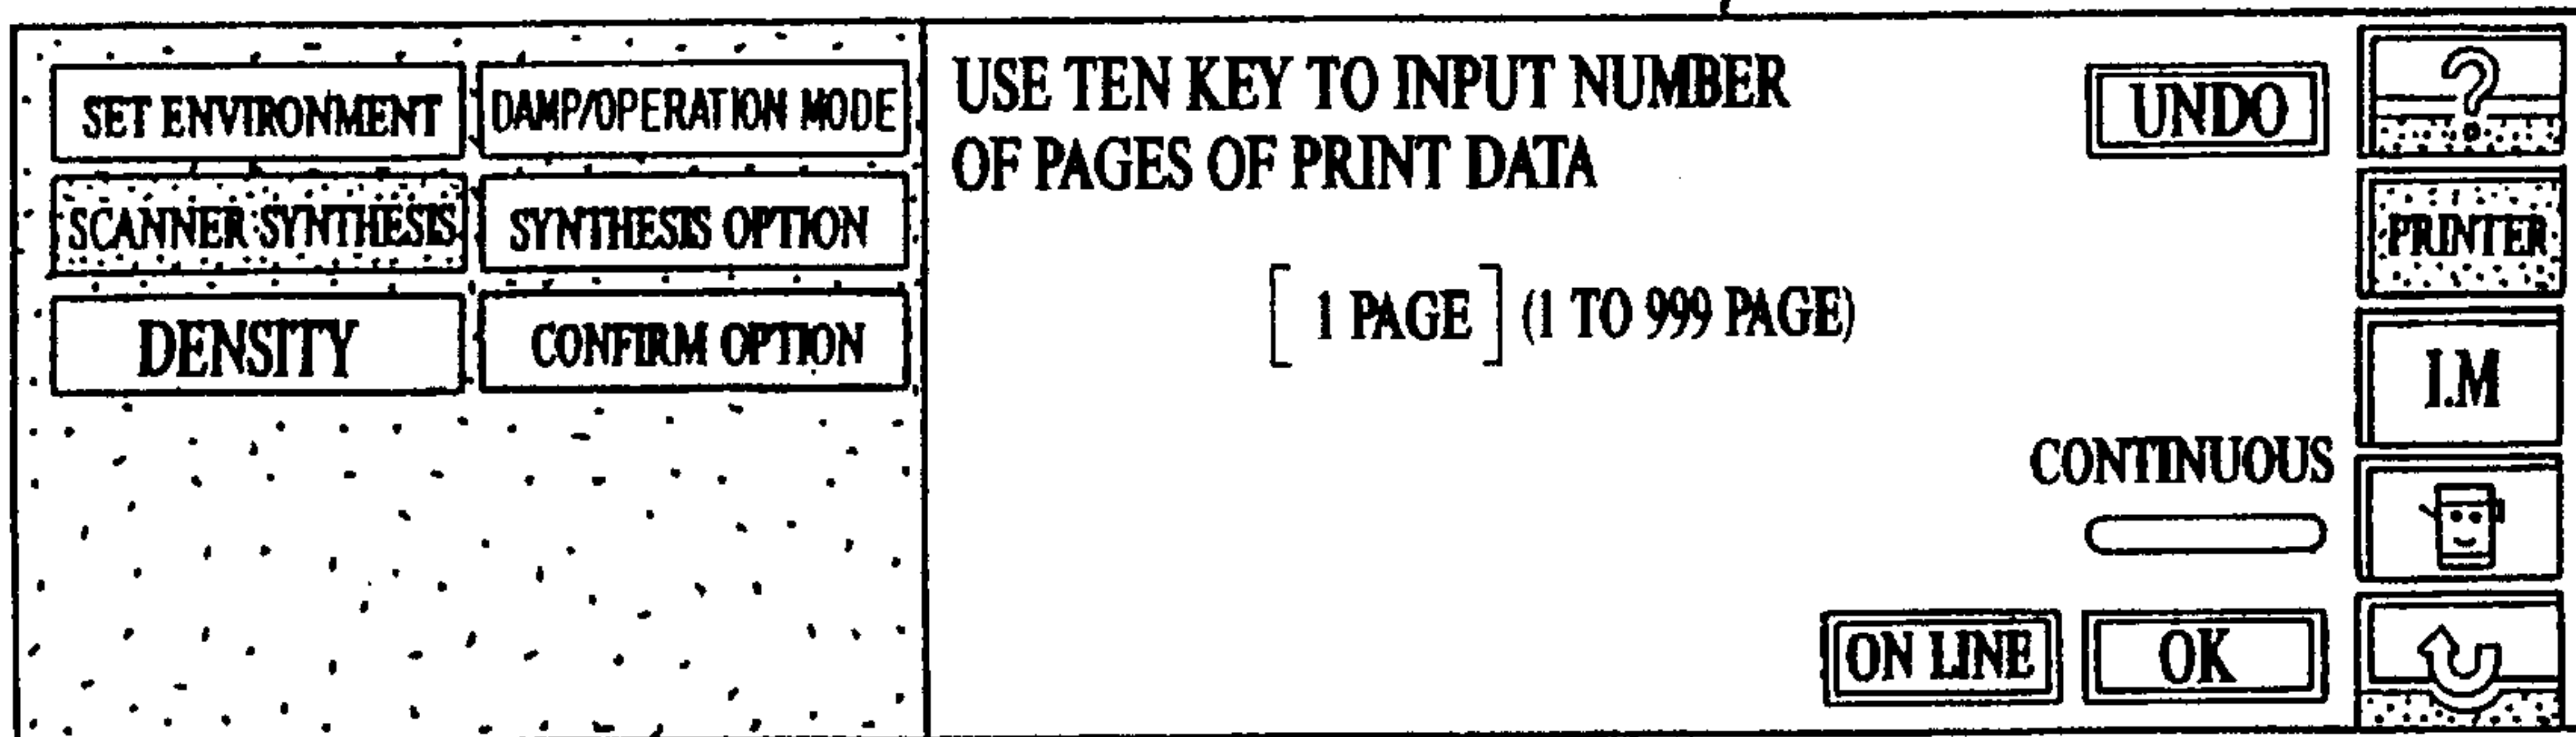 SET ENVIRONMENT
DAMP/OPERATION MODE
SCANNER SYNTHESIS
SYNTHESIS OPTION
DENSITY
CONFIRM OPTION
USE TEN KEY TO INPUT NUMBER
OF PAGES OF PRINT DATA
[ 1 PAGE ] (1 TO 999 PAGE)
CONTINUOUS
UNDO
ON LINE
OK
?
PRINTER
I.M